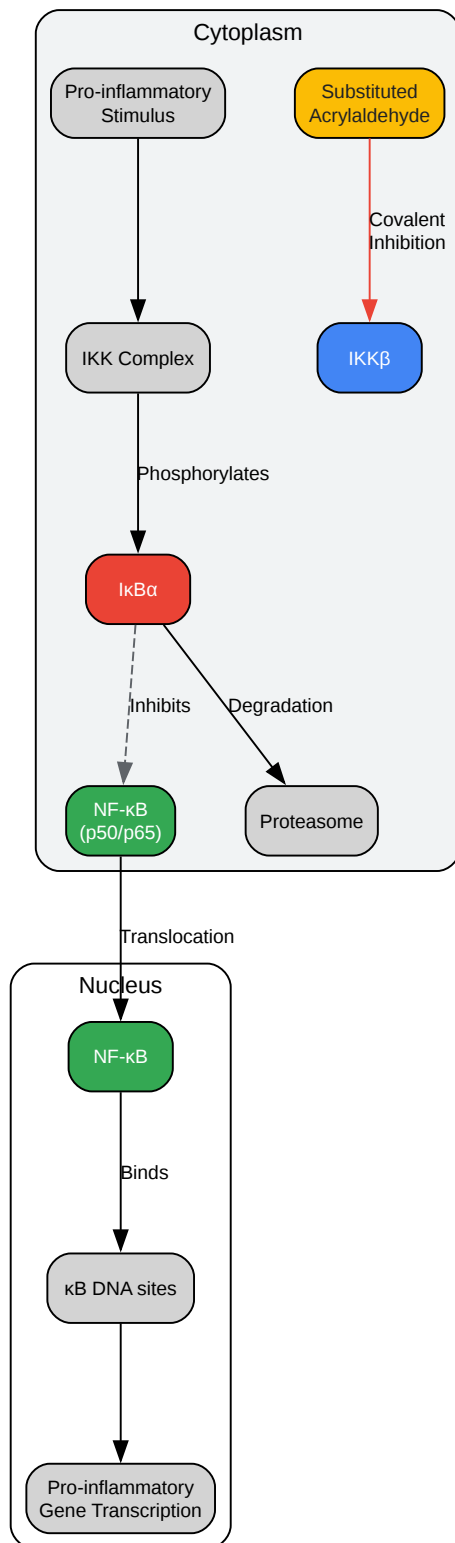 Cytoplasm
Pro-inflammatory
Stimulus
Substituted
Acrylaldehyde
Covalent
Inhibition
IKK Complex
IKKβ
Phosphorylates
IκBα
Inhibits
Degradation
NF-κB
(p50/p65)
Proteasome
Translocation
Nucleus
NF-κB
Binds
κB DNA sites
Pro-inflammatory
Gene Transcription